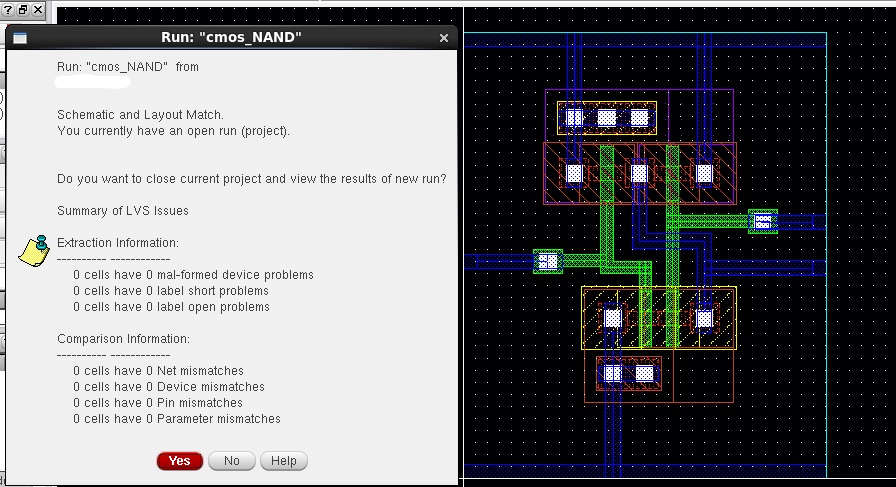 Run: "cmos_NAND"
Run: "cmos_NAND" from
Schematic and Layout Match.
You currently have an open run (project).
Do you want to close current project and view the results of new run?
Summary of LVS Issues
Extraction Information:
---------- ------------
0 cells have 0 mal-formed device problems
0 cells have 0 label short problems
0 cells have 0 label open problems
Comparison Information:
---------- ------------
0 cells have 0 Net mismatches
0 cells have 0 Device mismatches
0 cells have 0 Pin mismatches
0 cells have 0 Parameter mismatches
Yes No Help